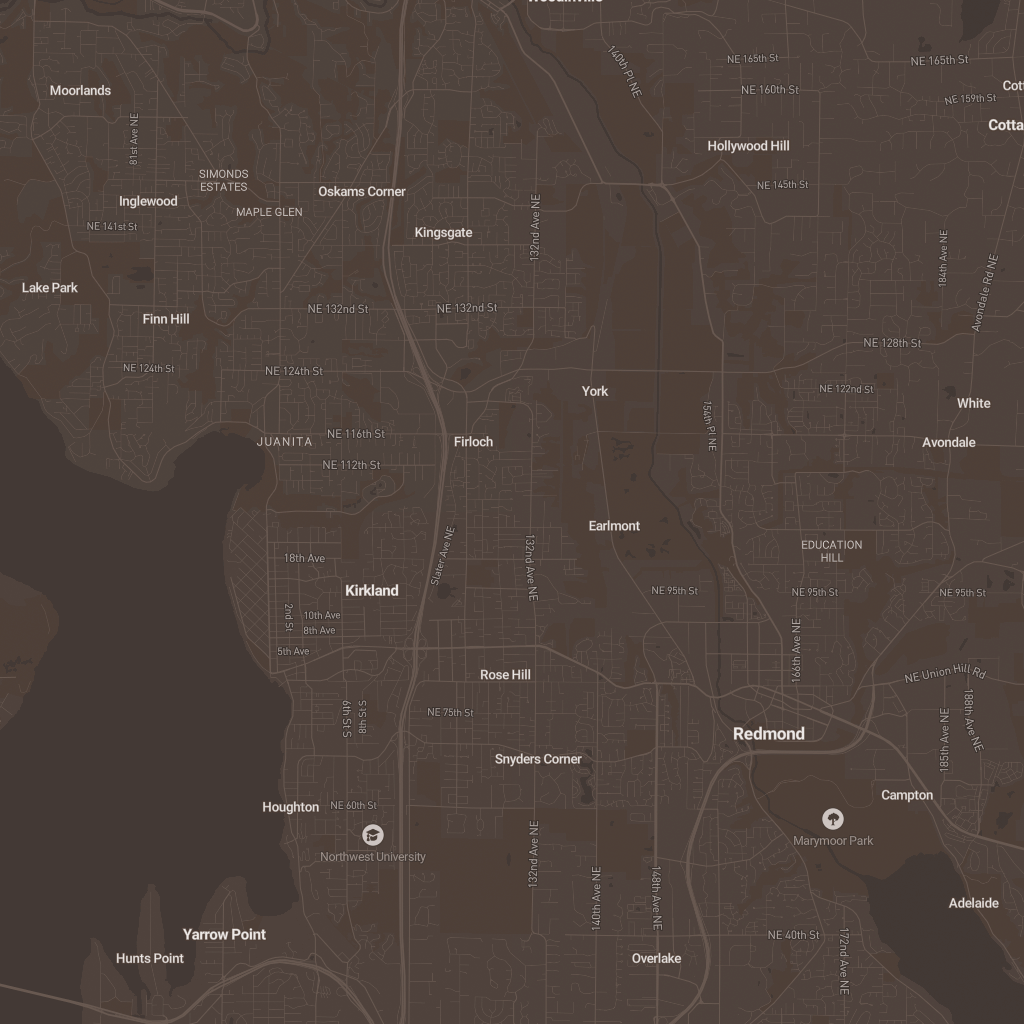 NE 165th St
NE 165th St
140th Pl NE
NE 160th St
Moorlands
NE 159th St
81st Ave NE
Hollywood Hill
SIMONDS
ESTATES
NE 145th St
Oskams Corner
Inglewood
MAPLE GLEN
NE 141st St
132nd Ave NE
Kingsgate
184th Ave NE
Avondale Rd NE
Lake Park
NE 132nd St
NE 132nd St
Finn Hill
NE 128th St
NE 124th St
NE 124th St
York
NE 122nd St
White
154th Pl NE
NE 116th St
JUANITA
Firloch
Avondale
NE 112th St
Earlmont
EDUCATION
HILL
18th Ave
Slater Ave NE
132nd Ave NE
Kirkland
NE 95th St
NE 95th St
NE 95th St
2nd St
10th Ave
8th Ave
5th Ave
166th Ave NE
Rose Hill
NE Union Hill Rd
6th St S
8th St S
NE 75th St
188th Ave NE
185th Ave NE
Redmond
Snyders Corner
Campton
Houghton
NE 60th St
Marymoor Park
Northwest University
132nd Ave NE
140th Ave NE
148th Ave NE
Adelaide
Yarrow Point
NE 40th St
172nd Ave NE
Hunts Point
Overlake